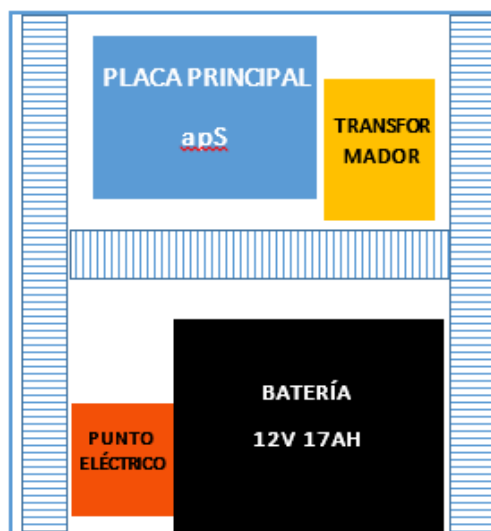 PLACA PRINCIPAL
apS
TRANSFOR
MADOR
BATERÍA
12V 17AH
PUNTO
ELÉCTRICO